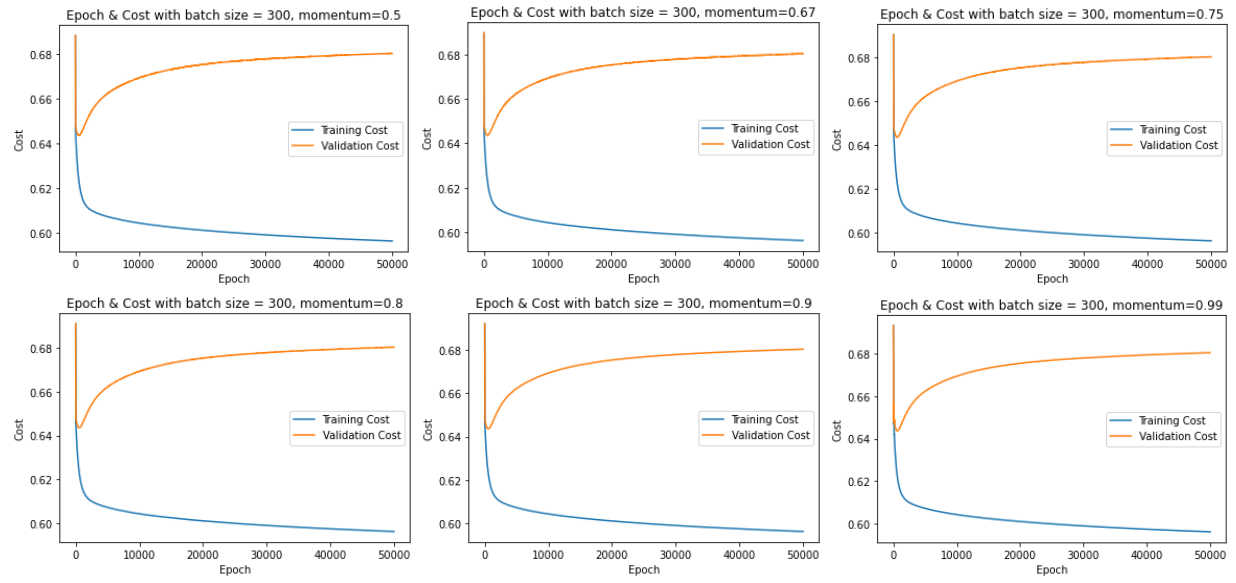 Epoch & Cost with batch size = 300, momentum=0.5
Cost
0.68
0.66
0.64
0.62
0.60
Training Cost
Validation Cost
0 10000 20000 30000 40000 50000
Epoch
Epoch & Cost with batch size = 300, momentum=0.67
Cost
0.68
0.66
0.64
0.62
0.60
Training Cost
Validation Cost
0 10000 20000 30000 40000 50000
Epoch
Epoch & Cost with batch size = 300, momentum=0.75
Cost
0.68
0.66
0.64
0.62
0.60
Training Cost
Validation Cost
0 10000 20000 30000 40000 50000
Epoch
Epoch & Cost with batch size = 300, momentum=0.8
Cost
0.68
0.66
0.64
0.62
0.60
Training Cost
Validation Cost
0 10000 20000 30000 40000 50000
Epoch
Epoch & Cost with batch size = 300, momentum=0.9
Cost
0.68
0.66
0.64
0.62
0.60
Training Cost
Validation Cost
0 10000 20000 30000 40000 50000
Epoch
Epoch & Cost with batch size = 300, momentum=0.99
Cost
0.68
0.66
0.64
0.62
0.60
Training Cost
Validation Cost
0 10000 20000 30000 40000 50000
Epoch